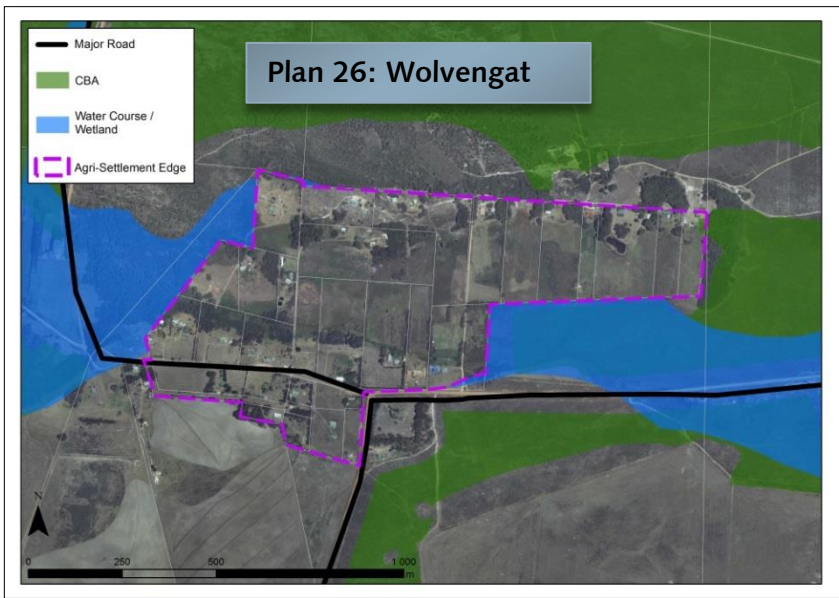 Plan 26: Wolvengat
Major Road
CBA
Water Course /
Wetland
Agri-Settlement Edge
N
0 250 500 1 000
m